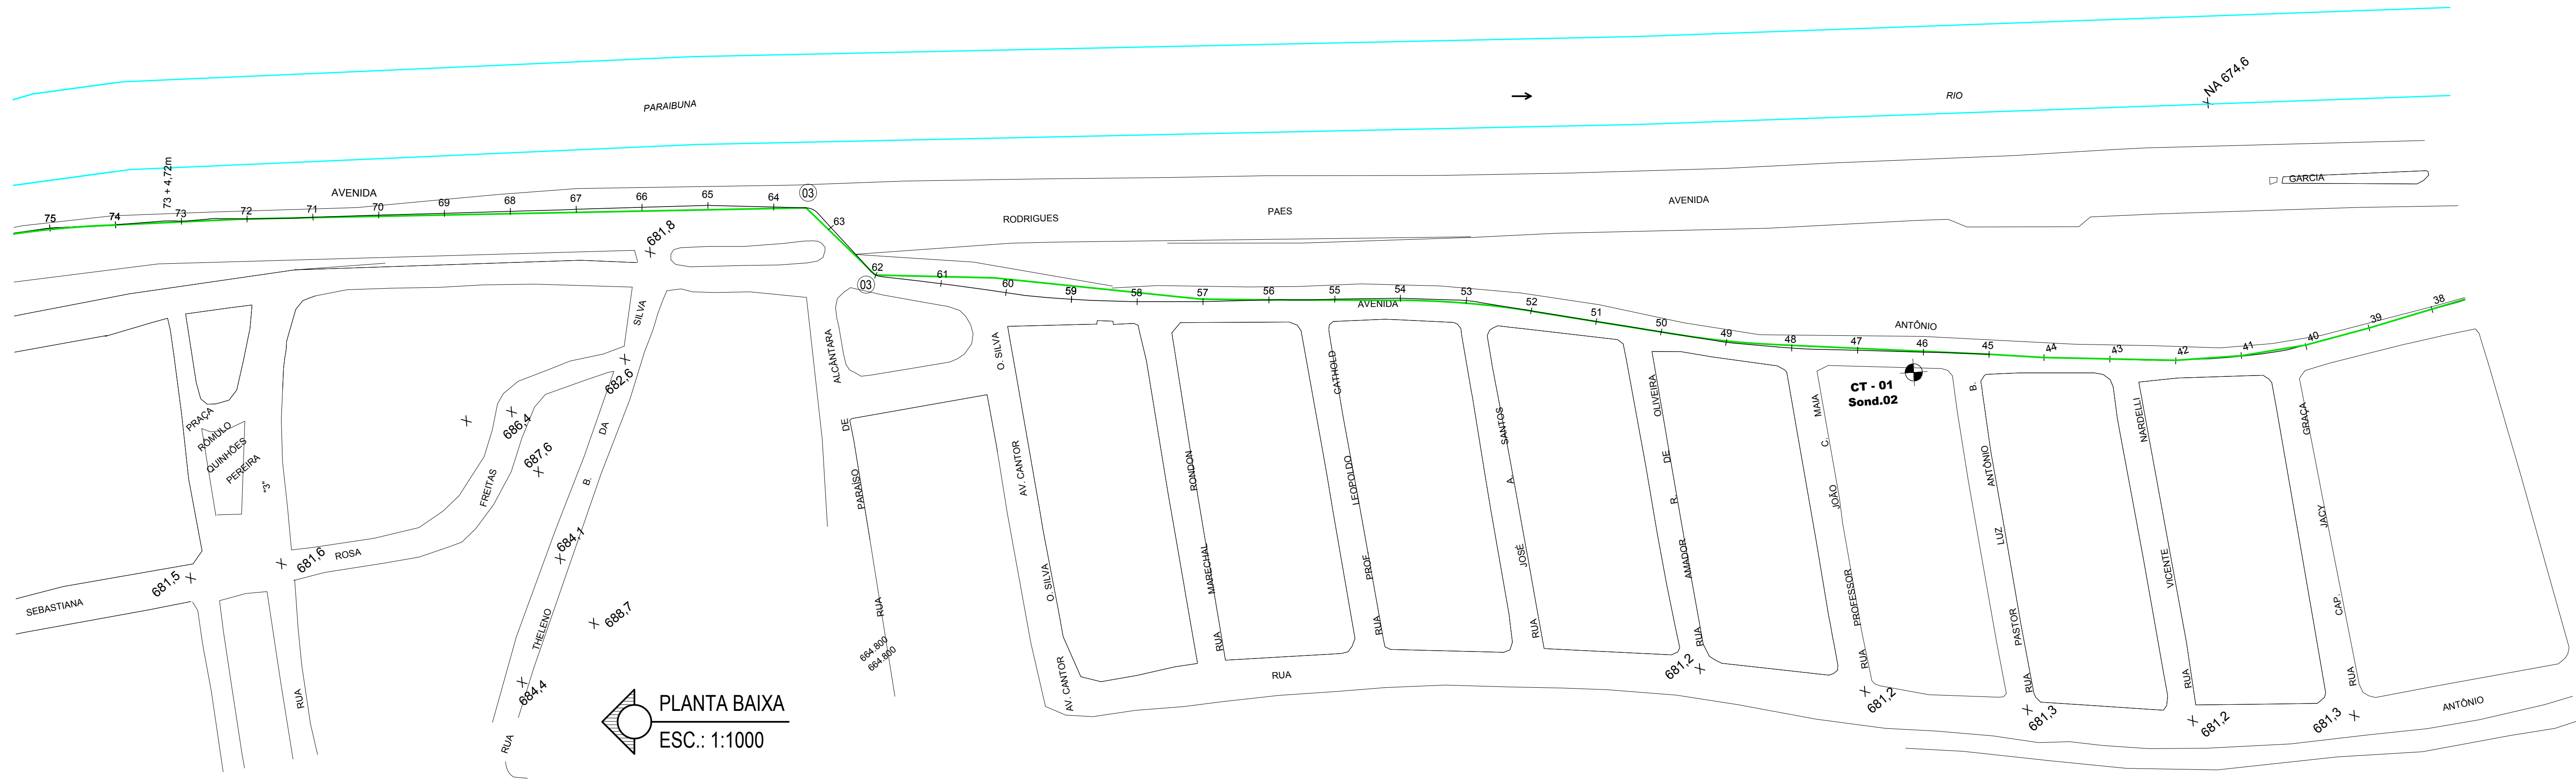 NA 674,6
PARAIBUNA
RIO
73 + 4,72m
AVENIDA
RODRIGUES
PAES
AVENIDA
GARCIA
75
74
73
72
71
70
69
68
67
66
65
64
03
63
62
03
61
60
59
58
57
56
55
54
53
52
51
50
49
48
47
46
45
44
43
42
41
40
39
38
681,8
AVENIDA
ANTÔNIO
CT - 01
Sond.02
PRAÇA
RÔMULO
QUINHÕES
PEREIRA
"3"
SEBASTIANA
681,5
681,6
RUA
ROSA
FREITAS
686,4
687,6
682,6
684,1
688,7
684,4
RUA
THELENO
B.
DA
SILVA
RUA
PARAÍSO
DE
ALCÂNTARA
664.800
664.800
AV. CANTOR
O. SILVA
AV. CANTOR
O. SILVA
RUA
MARECHAL
RONDON
RUA
PROF.
LEOPOLDO
CATHOLD
RUA
JOSÉ
A.
SANTOS
RUA
AMADOR
R.
DE
OLIVEIRA
RUA
PROFESSOR
JOÃO
C.
MAIA
RUA
PASTOR
LUZ
ANTÔNIO
B.
RUA
VICENTE
NARDELLI
RUA
CAP.
JACY
GRAÇA
681,2
681,2
681,3
681,2
681,3
RUA
ANTÔNIO
PLANTA BAIXA
ESC.: 1:1000